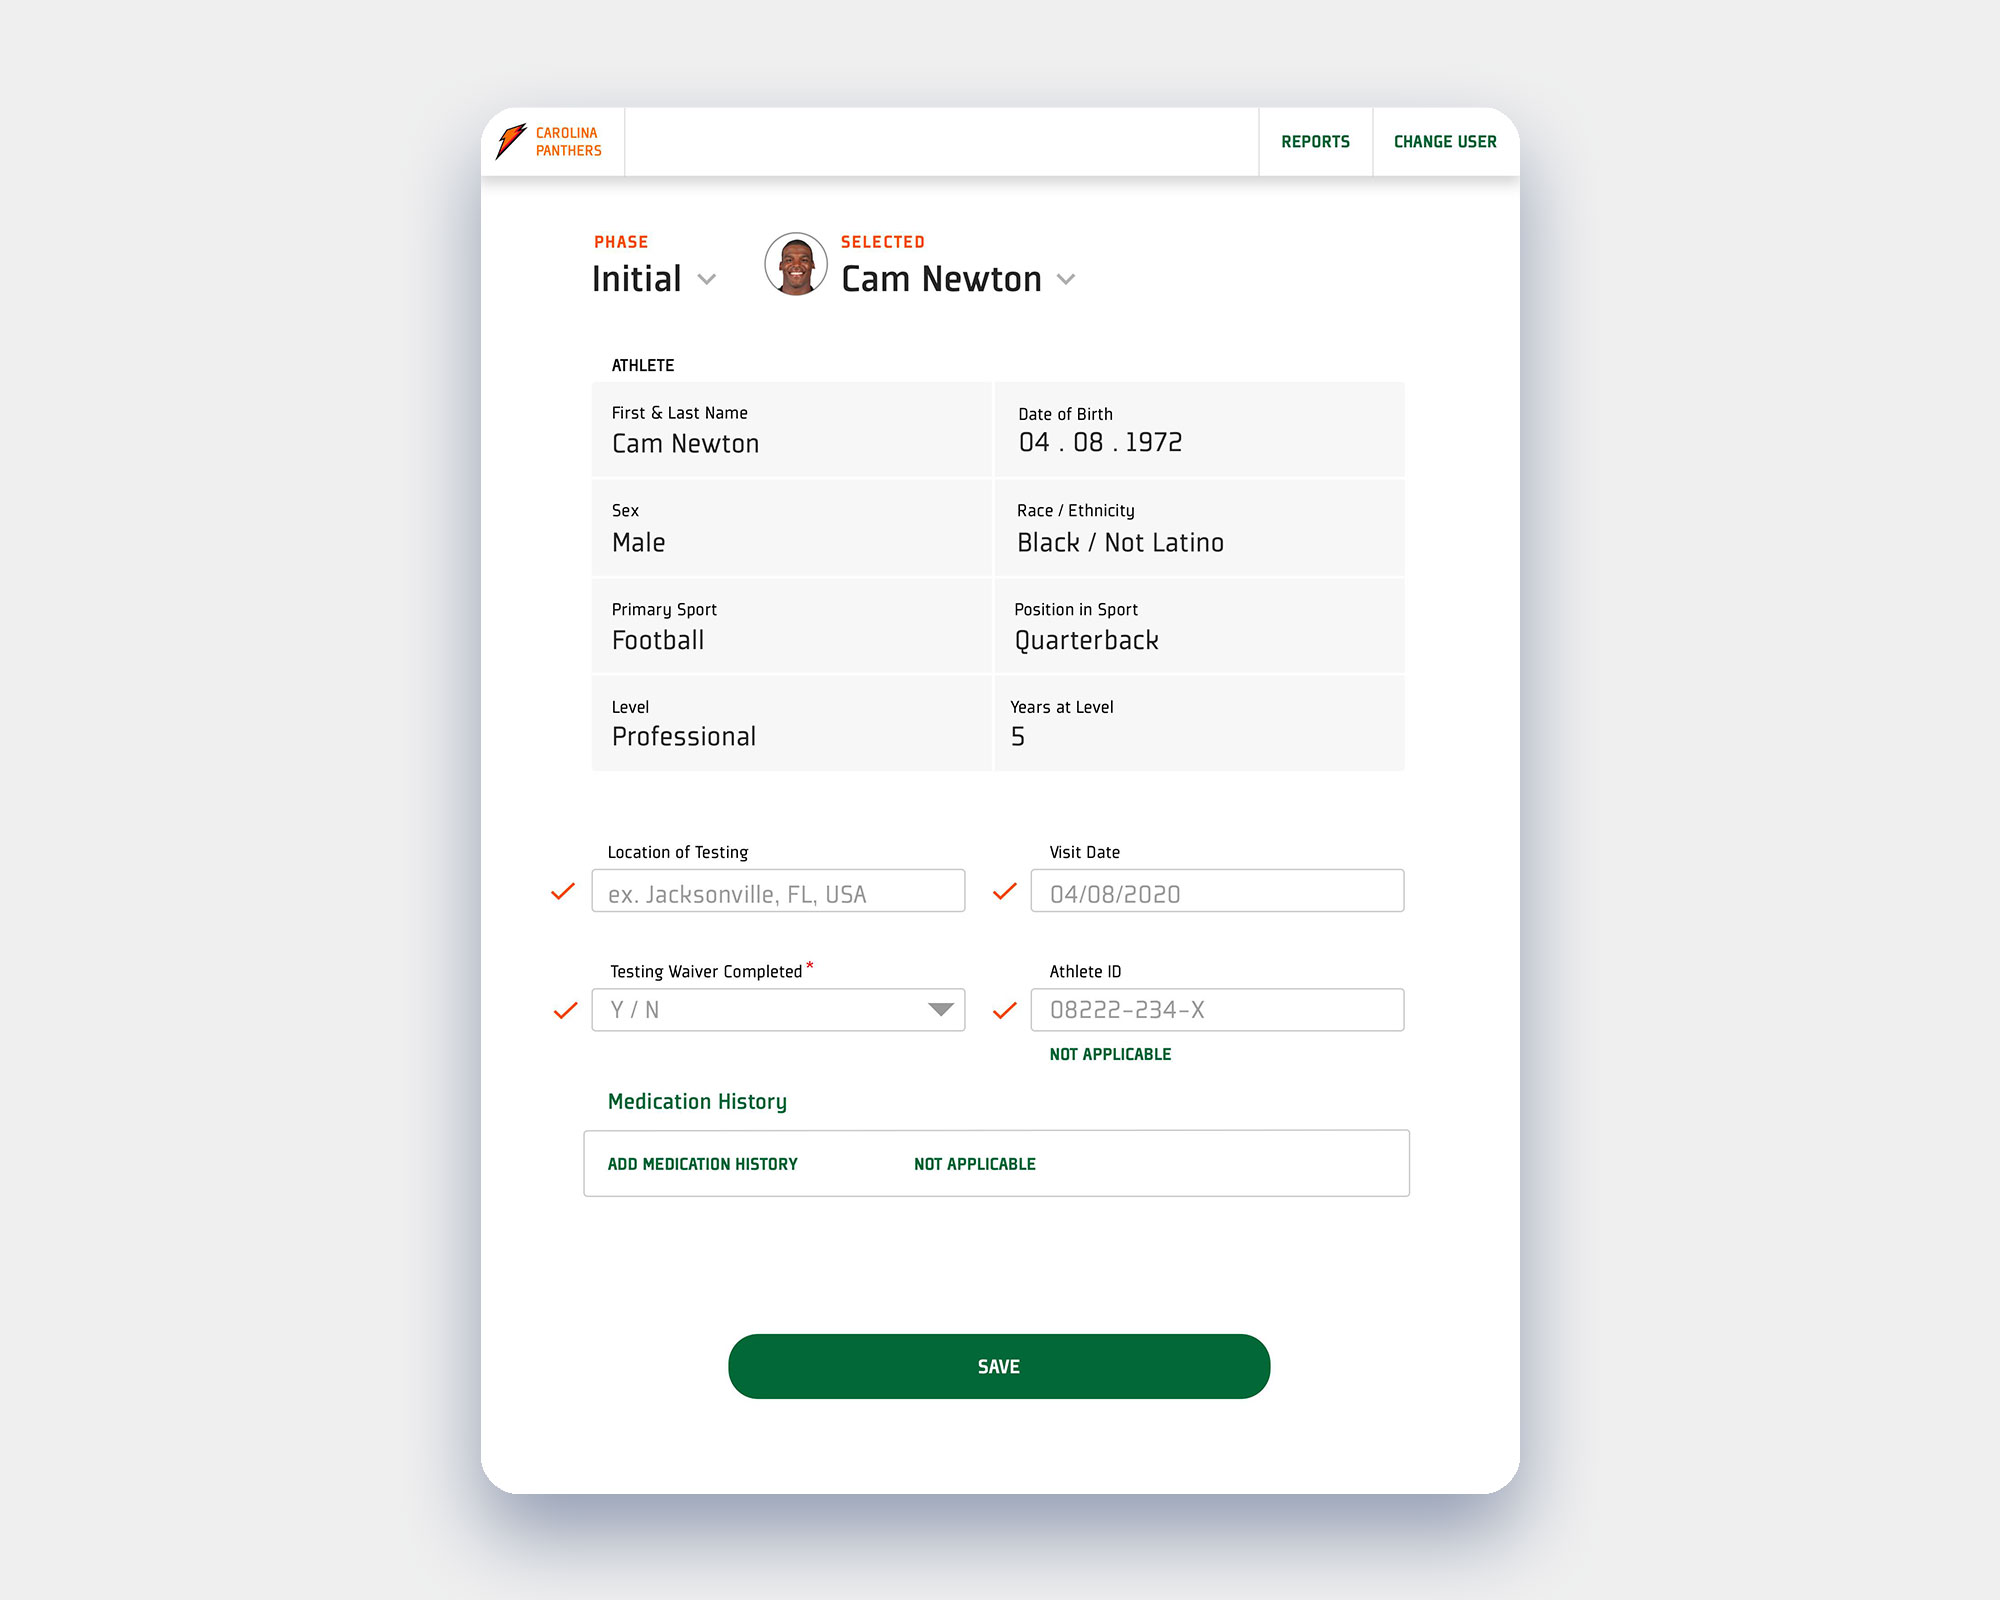 CAROLINA
PANTHERS
REPORTS
CHANGE USER
PHASE
Initial
SELECTED
Cam Newton
ATHLETE
First & Last Name
Cam Newton
Date of Birth
04 . 08 . 1972
Sex
Male
Race / Ethnicity
Black / Not Latino
Primary Sport
Football
Position in Sport
Quarterback
Level
Professional
Years at Level
5
Location of Testing
ex. Jacksonville, FL, USA
Visit Date
04/08/2020
Testing Waiver Completed*
Y / N
Athlete ID
08222-234-X
NOT APPLICABLE
Medication History
ADD MEDICATION HISTORY
NOT APPLICABLE
SAVE